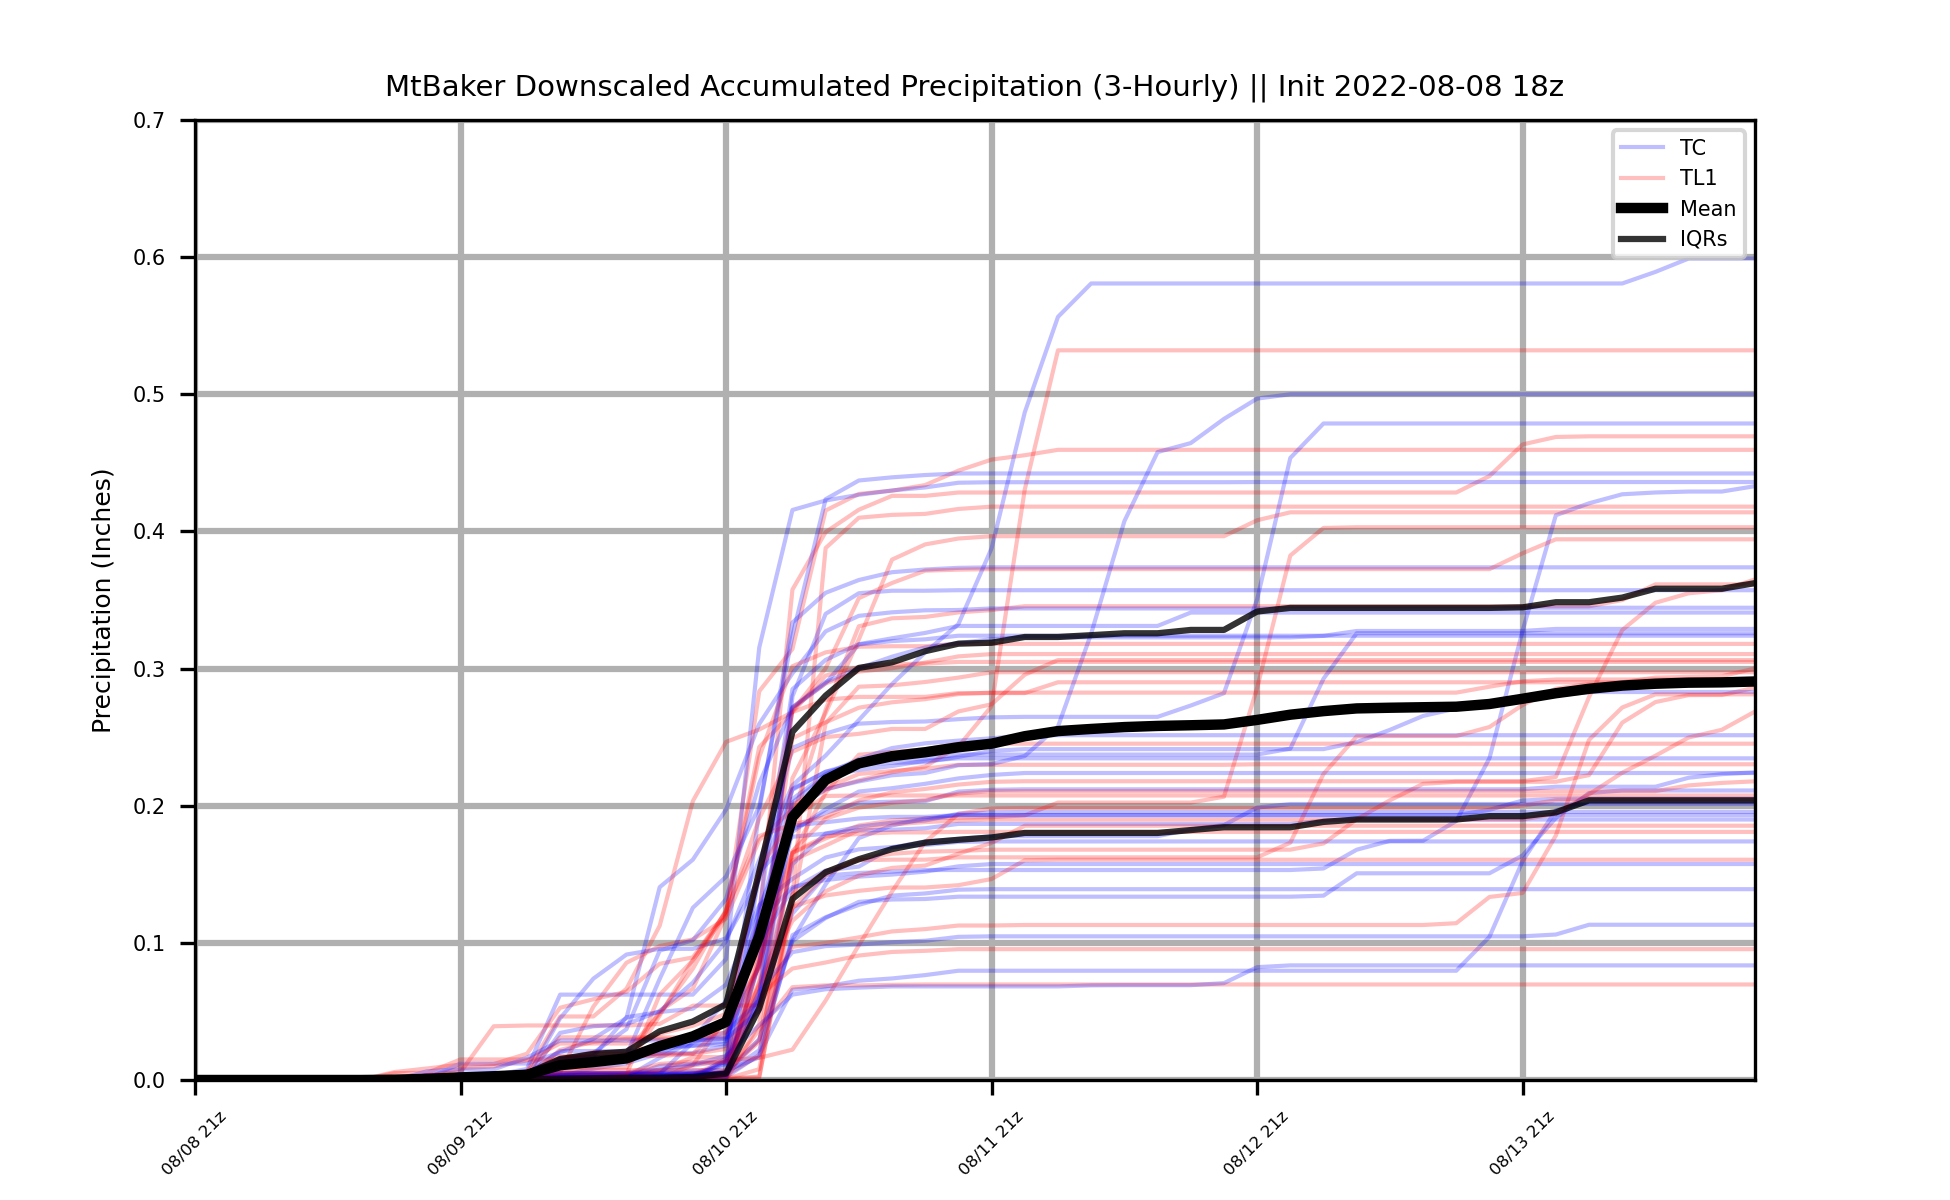 MtBaker Downscaled Accumulated Precipitation (3-Hourly) || Init 2022-08-08 18z
TC
TL1
Mean
IQRs
Precipitation (Inches)
0.7
0.6
0.5
0.4
0.3
0.2
0.1
0.0
08/08 21z
08/09 21z
08/10 21z
08/11 21z
08/12 21z
08/13 21z